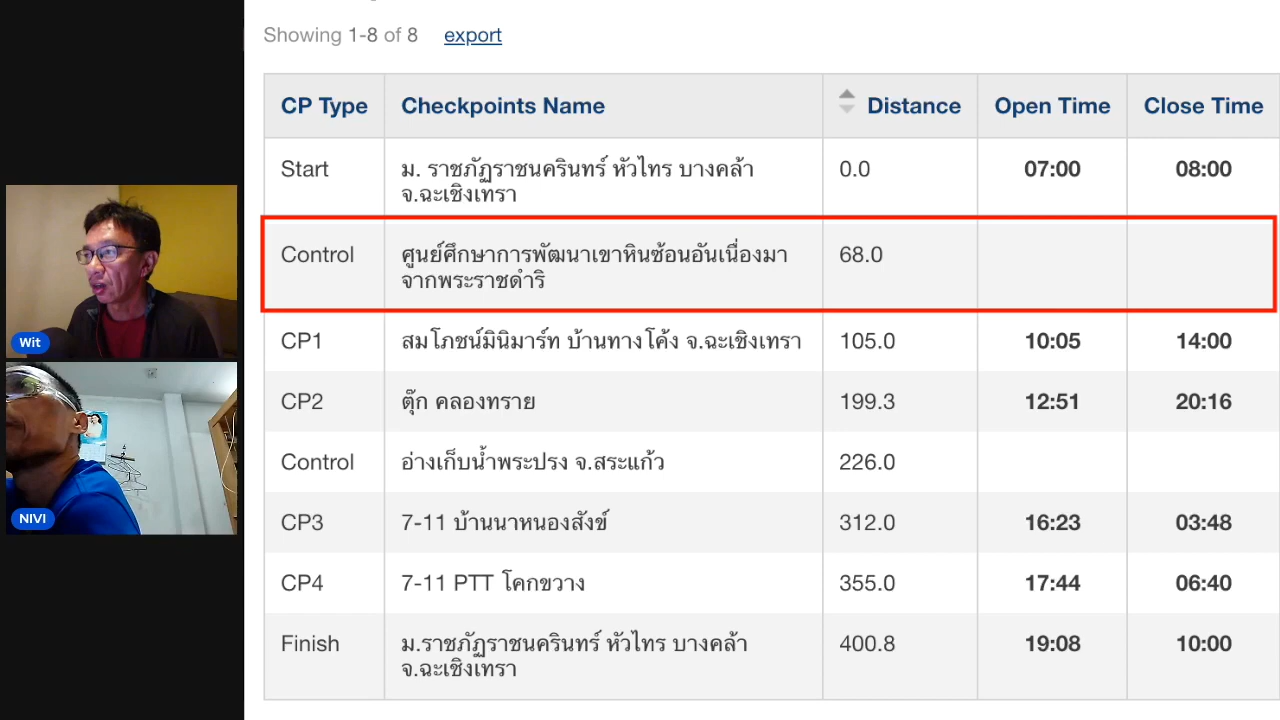 Showing 1-8 of 8 export
CP Type Checkpoints Name Distance Open Time Close Time
Start ม. ราชภัฏราชนครินทร์ หัวไทร บางคล้า 0.0 07:00 08:00
จ.ฉะเชิงเทรา
Control ศูนย์ศึกษาการพัฒนาเขาหินซ้อนอันเนื่องมา 68.0
จากพระราชดำริ
CP1 สมโภชน์มินิมาร์ท บ้านทางโค้ง จ.ฉะเชิงเทรา 105.0 10:05 14:00
CP2 ตุ๊ก คลองทราย 199.3 12:51 20:16
Control อ่างเก็บน้ำพระปรง จ.สระแก้ว 226.0
CP3 7-11 บ้านนาหนองสังข์ 312.0 16:23 03:48
CP4 7-11 PTT โคกขวาง 355.0 17:44 06:40
Finish ม.ราชภัฏราชนครินทร์ หัวไทร บางคล้า 400.8 19:08 10:00
จ.ฉะเชิงเทรา
Wit
NIVI